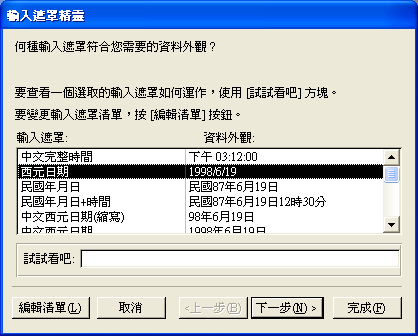 輸入遮罩精靈
何種輸入遮罩符合您需要的資料外觀？
要查看一個選取的輸入遮罩如何運作，使用 [試試看吧] 方塊。
要變更輸入遮罩清單，按 [編輯清單] 按鈕。
輸入遮罩: 資料外觀:
中文完整時間 下午 03:12:00
西元日期 1998/6/19
民國年月日 民國87年6月19日
民國年月日+時間 民國87年6月19日12時30分
中文西元日期(縮寫) 98年6月19日
中文西元日期 1998年6月19日
試試看吧:
編輯清單(L) 取消 <上一步(B) 下一步(N) > 完成(F)